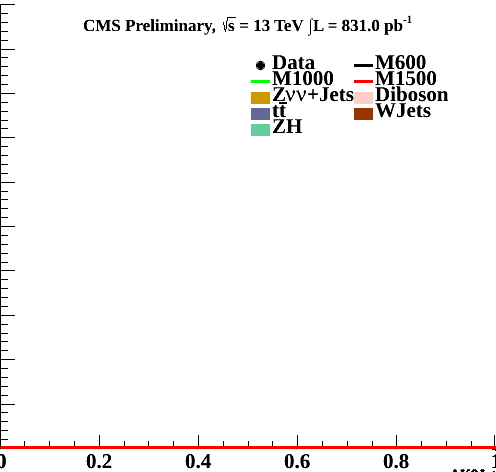 CMS Preliminary, √s = 13 TeV ∫L = 831.0 pb⁻¹
Data M600
M1000 M1500
Zνν+Jets Diboson
tt̅ WJets
ZH
0 0.2 0.4 0.6 0.8 1